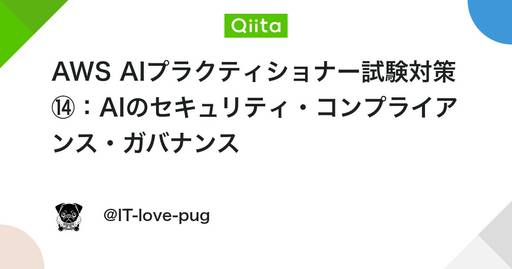 Qiita
AWS AIプラクティショナー試験対策
⑭：AIのセキュリティ・コンプライア
ンス・ガバナンス
@IT-love-pug